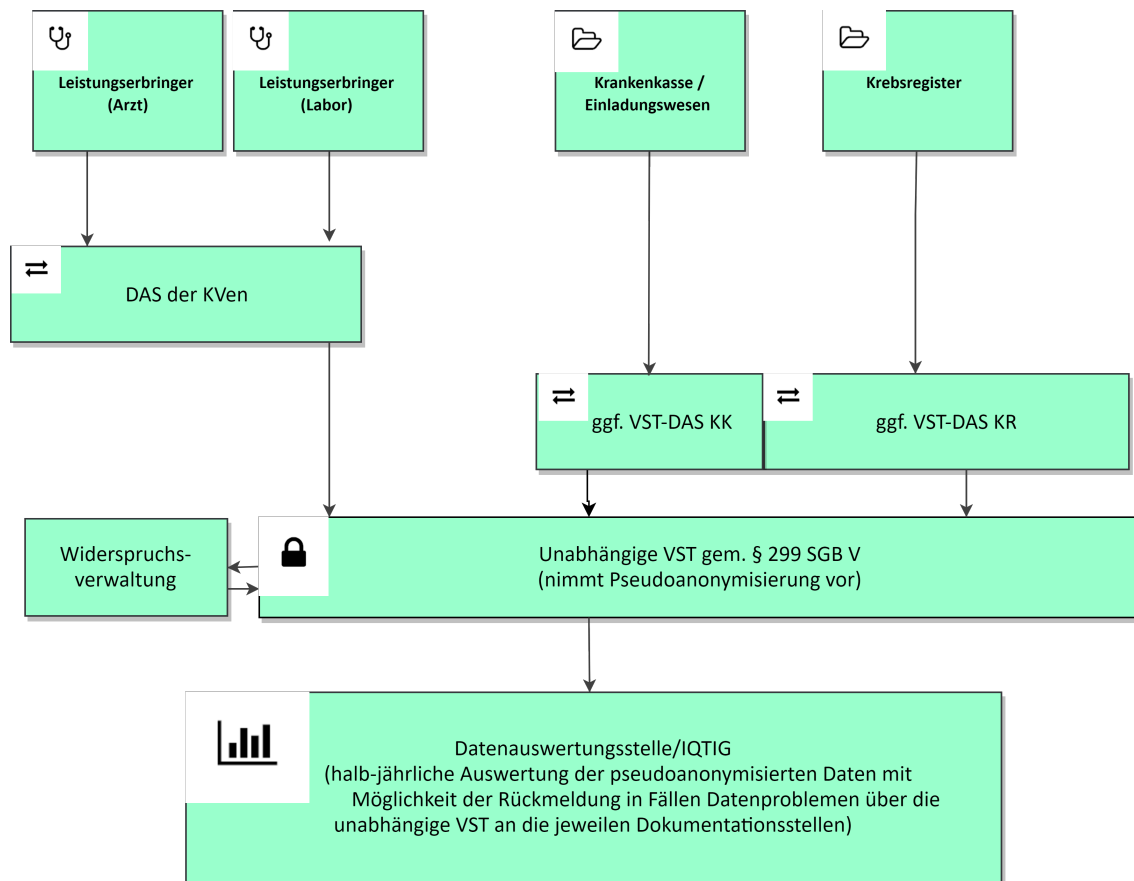 Leistungserbringer
(Arzt)
Leistungserbringer
(Labor)
Krankenkasse /
Einladungswesen
Krebsregister
DAS der KVen
ggf. VST-DAS KK
ggf. VST-DAS KR
Widerspruchs-
verwaltung
Unabhängige VST gem. § 299 SGB V
(nimmt Pseudoanonymisierung vor)
Datenauswertungsstelle/IQTIG
(halb-jährliche Auswertung der pseudoanonymisierten Daten mit
Möglichkeit der Rückmeldung in Fällen Datenproblemen über die
unabhängige VST an die jeweilen Dokumentationsstellen)